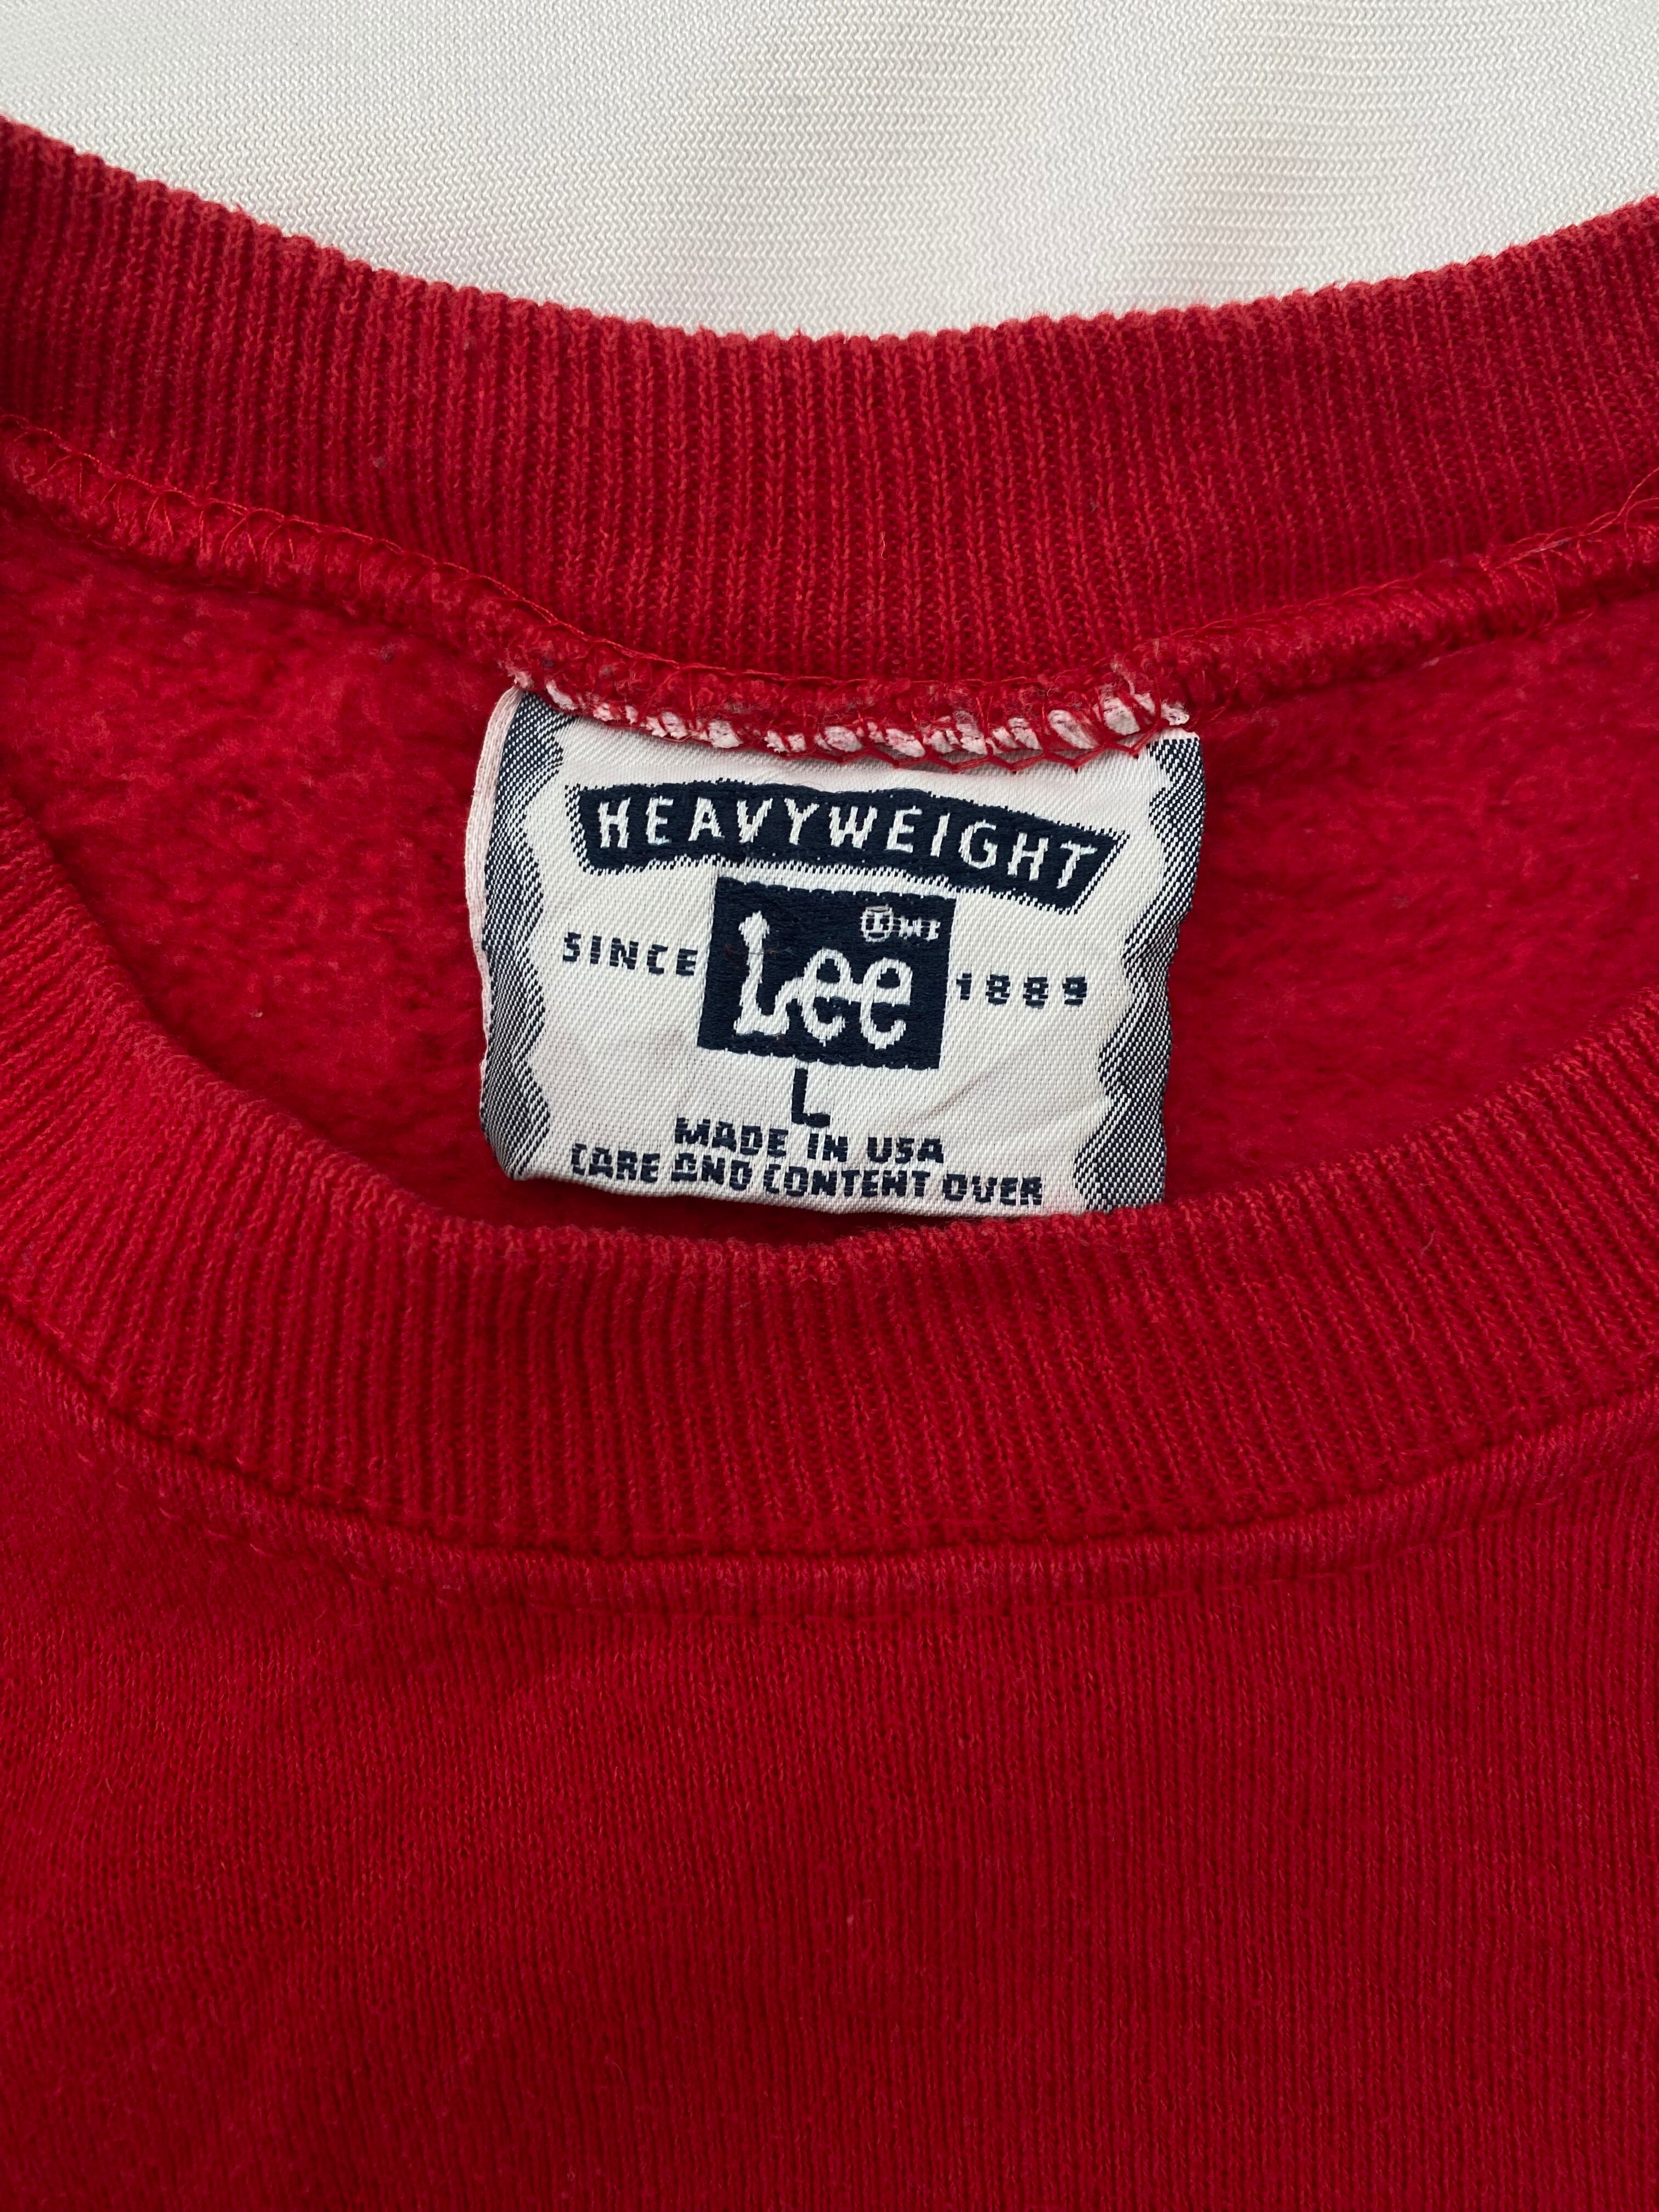 HEAVYWEIGHT
SINCE Lee 1889
L
MADE IN USA
CARE AND CONTENT OVER